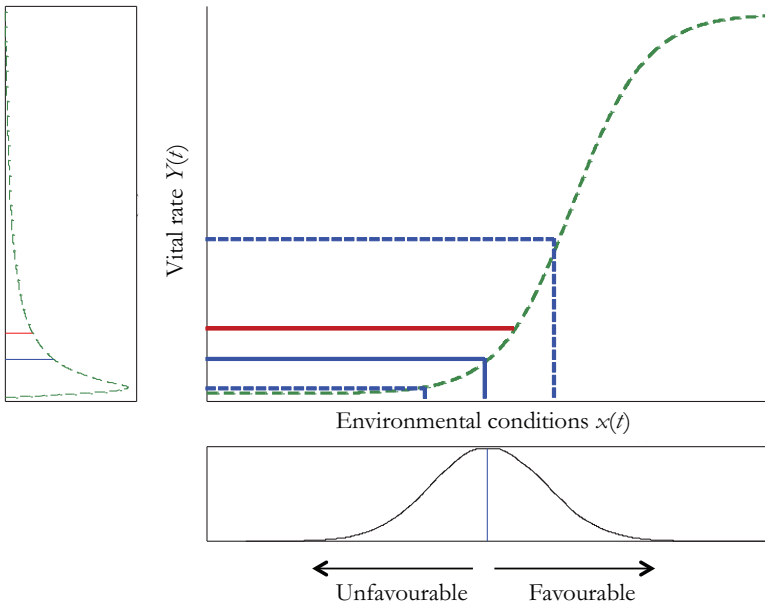 Vital rate Y(t)
Environmental conditions x(t)
Unfavourable
Favourable